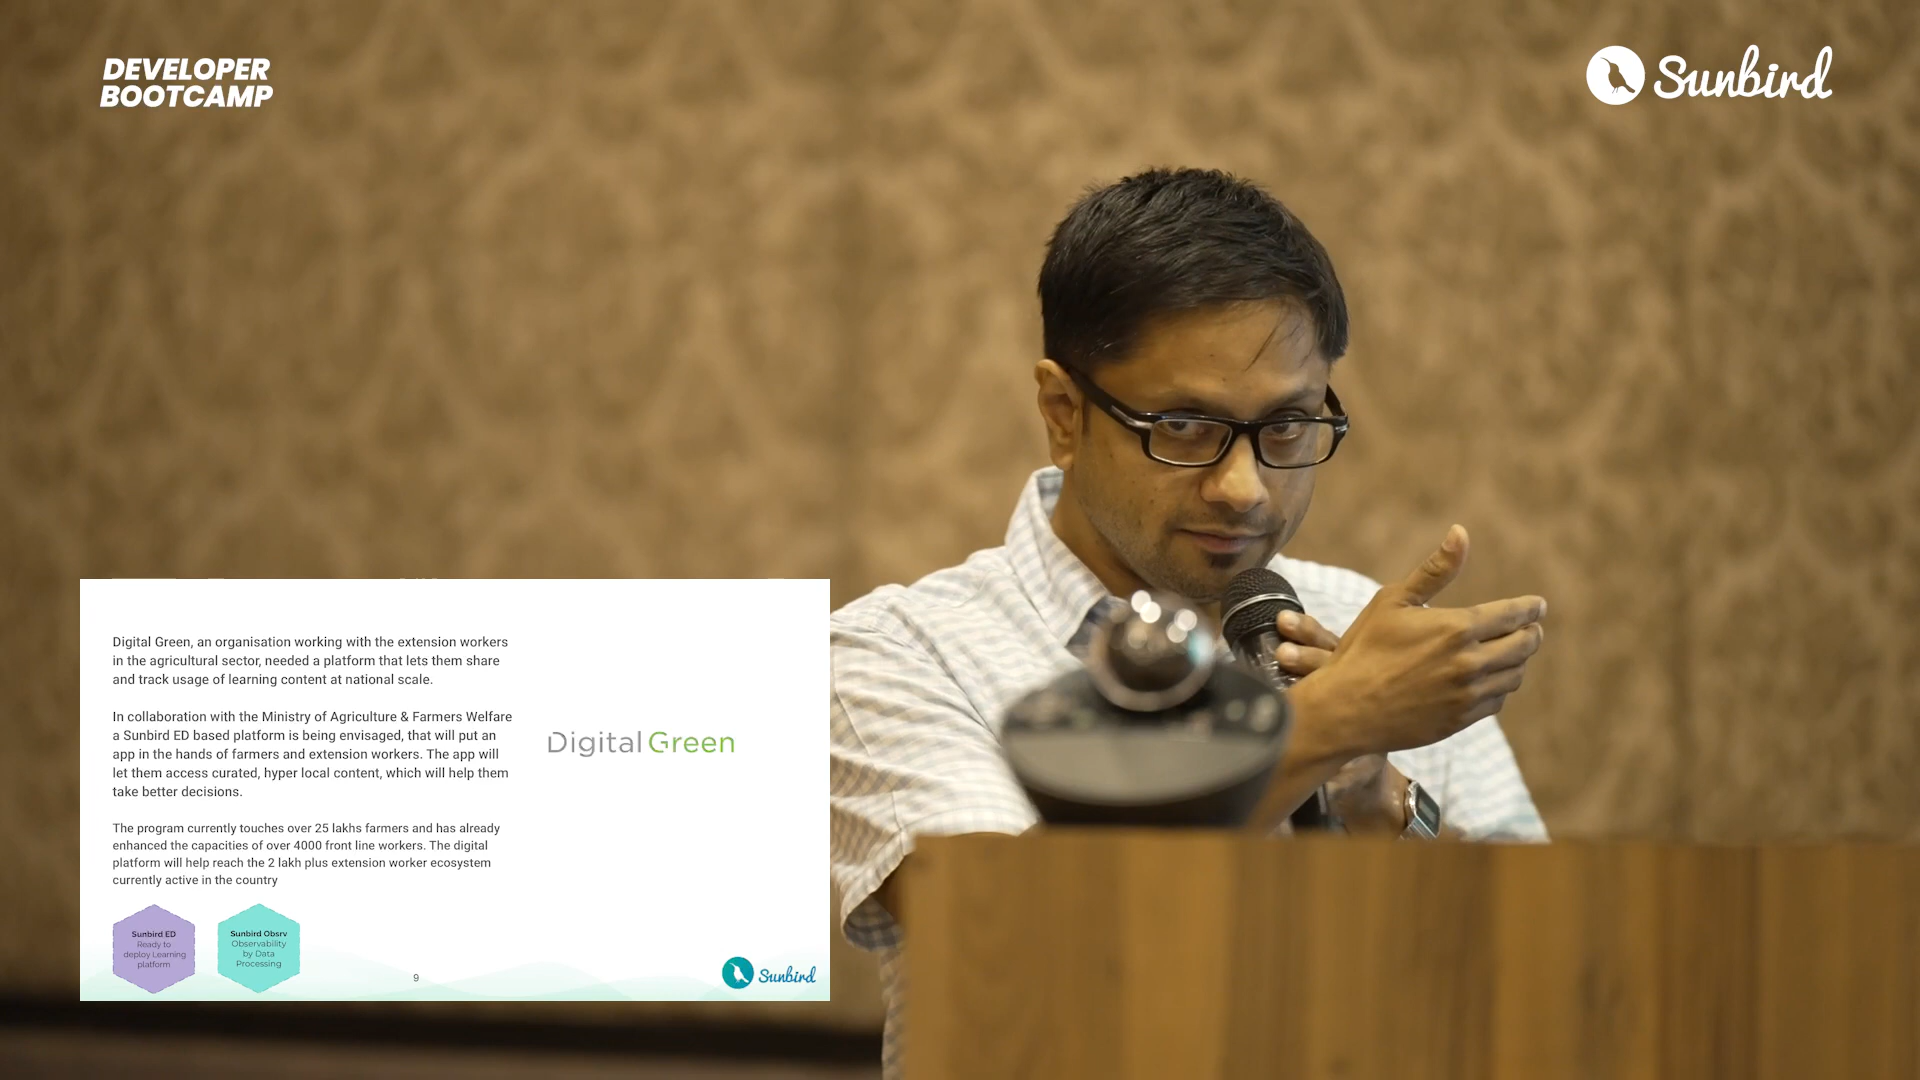 DEVELOPER
BOOTCAMP
Sunbird
Digital Green, an organisation working with the extension workers
in the agricultural sector, needed a platform that lets them share
and track usage of learning content at national scale.
In collaboration with the Ministry of Agriculture & Farmers Welfare
a Sunbird ED based platform is being envisaged, that will put an
app in the hands of farmers and extension workers. The app will
let them access curated, hyper local content, which will help them
take better decisions.
The program currently touches over 25 lakhs farmers and has already
enhanced the capacities of over 4000 front line workers. The digital
platform will help reach the 2 lakh plus extension worker ecosystem
currently active in the country
Digital Green
Sunbird ED
Ready to
deploy Learning
platform
Sunbird Obsrv
Observability
by Data
Processing
9
Sunbird